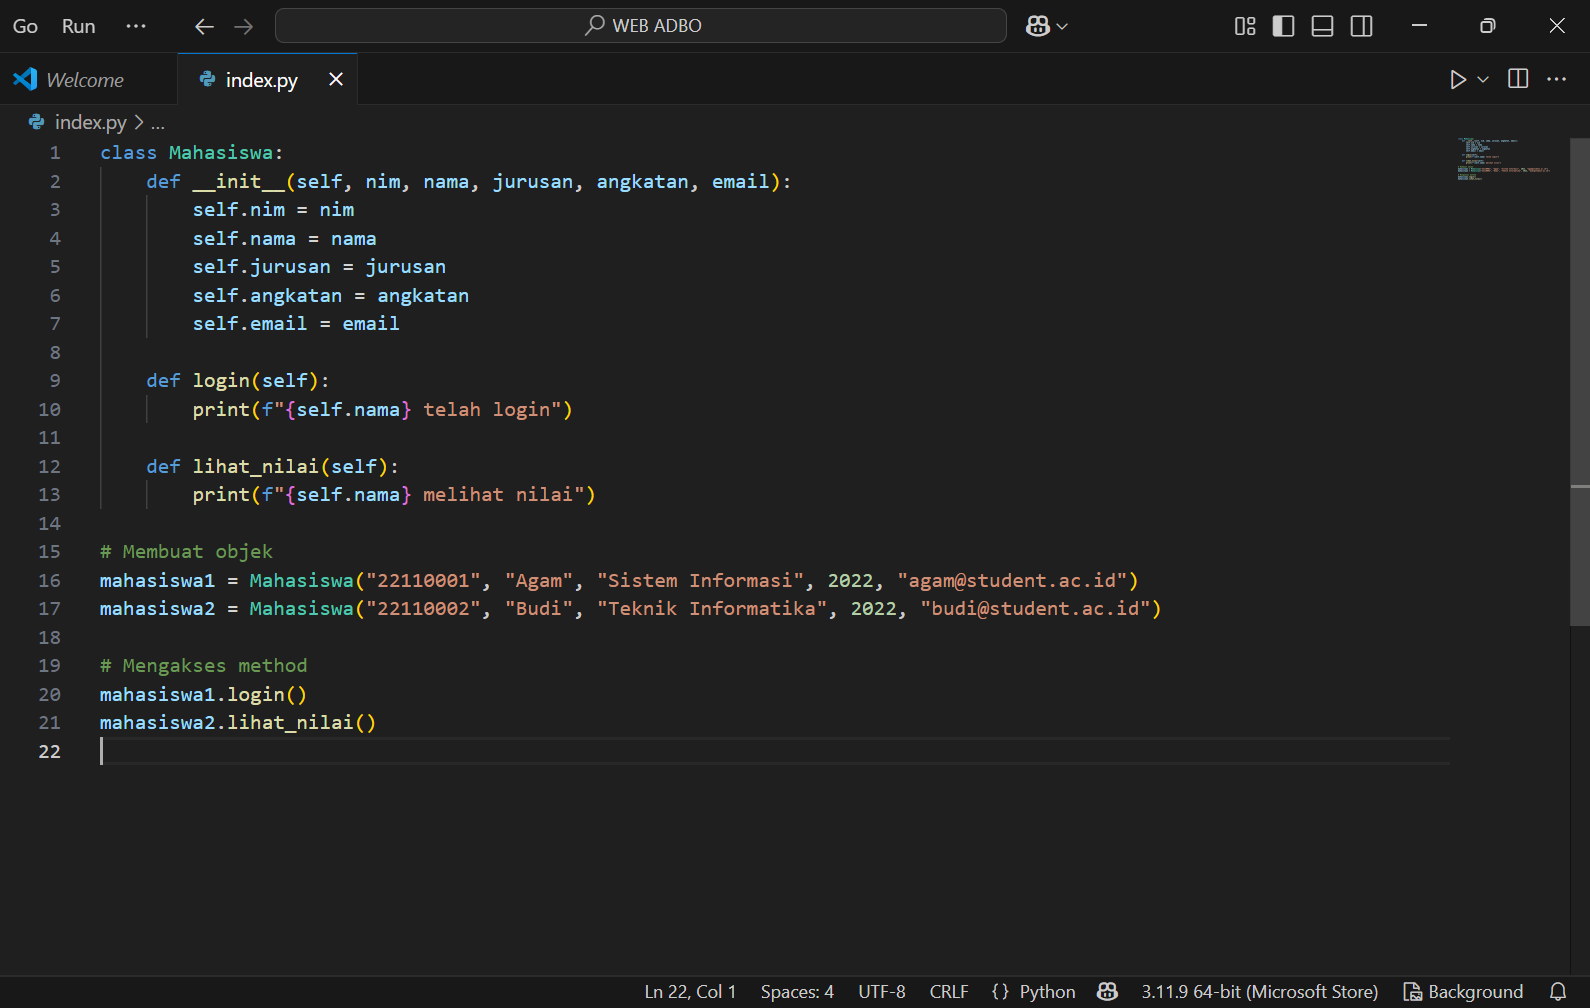 Go Run ··· WEB ADBO
Welcome index.py
index.py > ...
1 class Mahasiswa:
2     def __init__(self, nim, nama, jurusan, angkatan, email):
3         self.nim = nim
4         self.nama = nama
5         self.jurusan = jurusan
6         self.angkatan = angkatan
7         self.email = email
8
9     def login(self):
10         print(f"{self.nama} telah login")
11
12     def lihat_nilai(self):
13         print(f"{self.nama} melihat nilai")
14
15 # Membuat objek
16 mahasiswa1 = Mahasiswa("22110001", "Agam", "Sistem Informasi", 2022, "agam@student.ac.id")
17 mahasiswa2 = Mahasiswa("22110002", "Budi", "Teknik Informatika", 2022, "budi@student.ac.id")
18
19 # Mengakses method
20 mahasiswa1.login()
21 mahasiswa2.lihat_nilai()
22
Ln 22, Col 1 Spaces: 4 UTF-8 CRLF {} Python 3.11.9 64-bit (Microsoft Store) Background